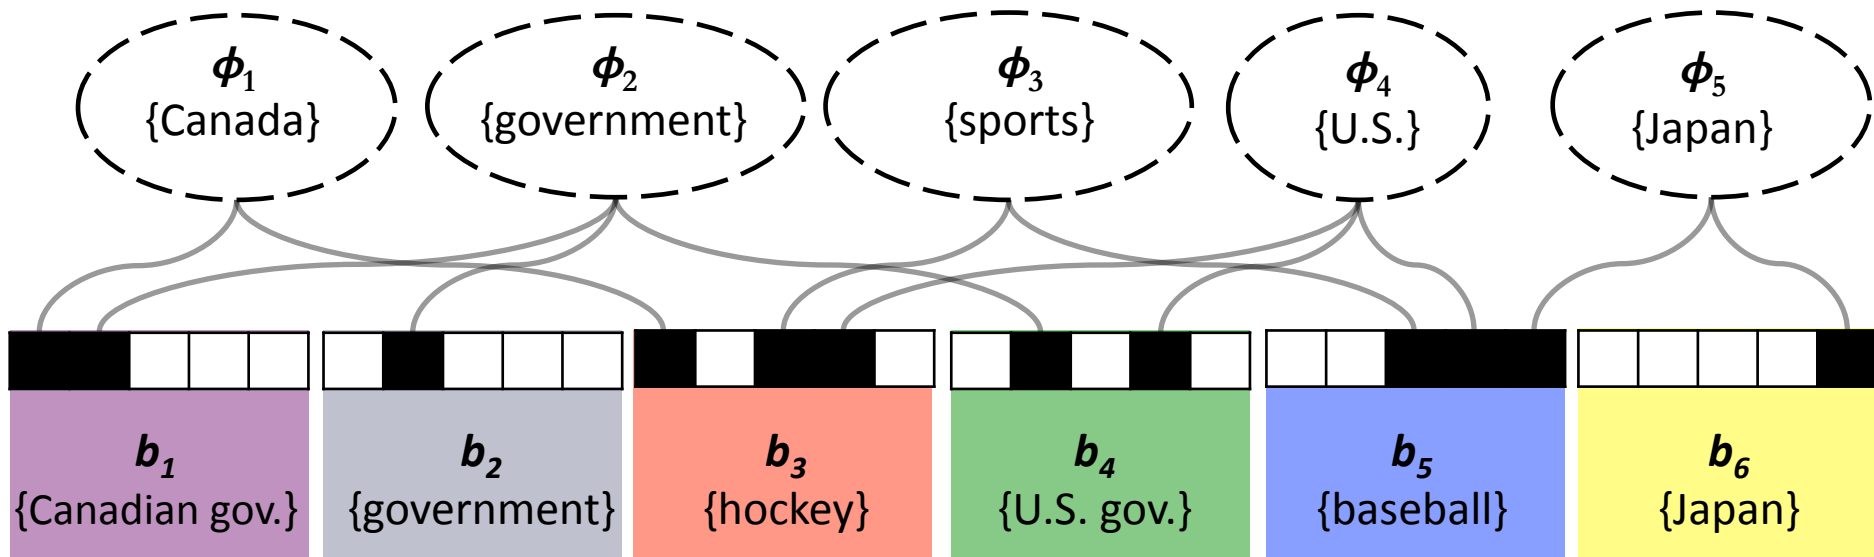 ϕ1
{Canada}
ϕ2
{government}
ϕ3
{sports}
ϕ4
{U.S.}
ϕ5
{Japan}
b1
{Canadian gov.}
b2
{government}
b3
{hockey}
b4
{U.S. gov.}
b5
{baseball}
b6
{Japan}